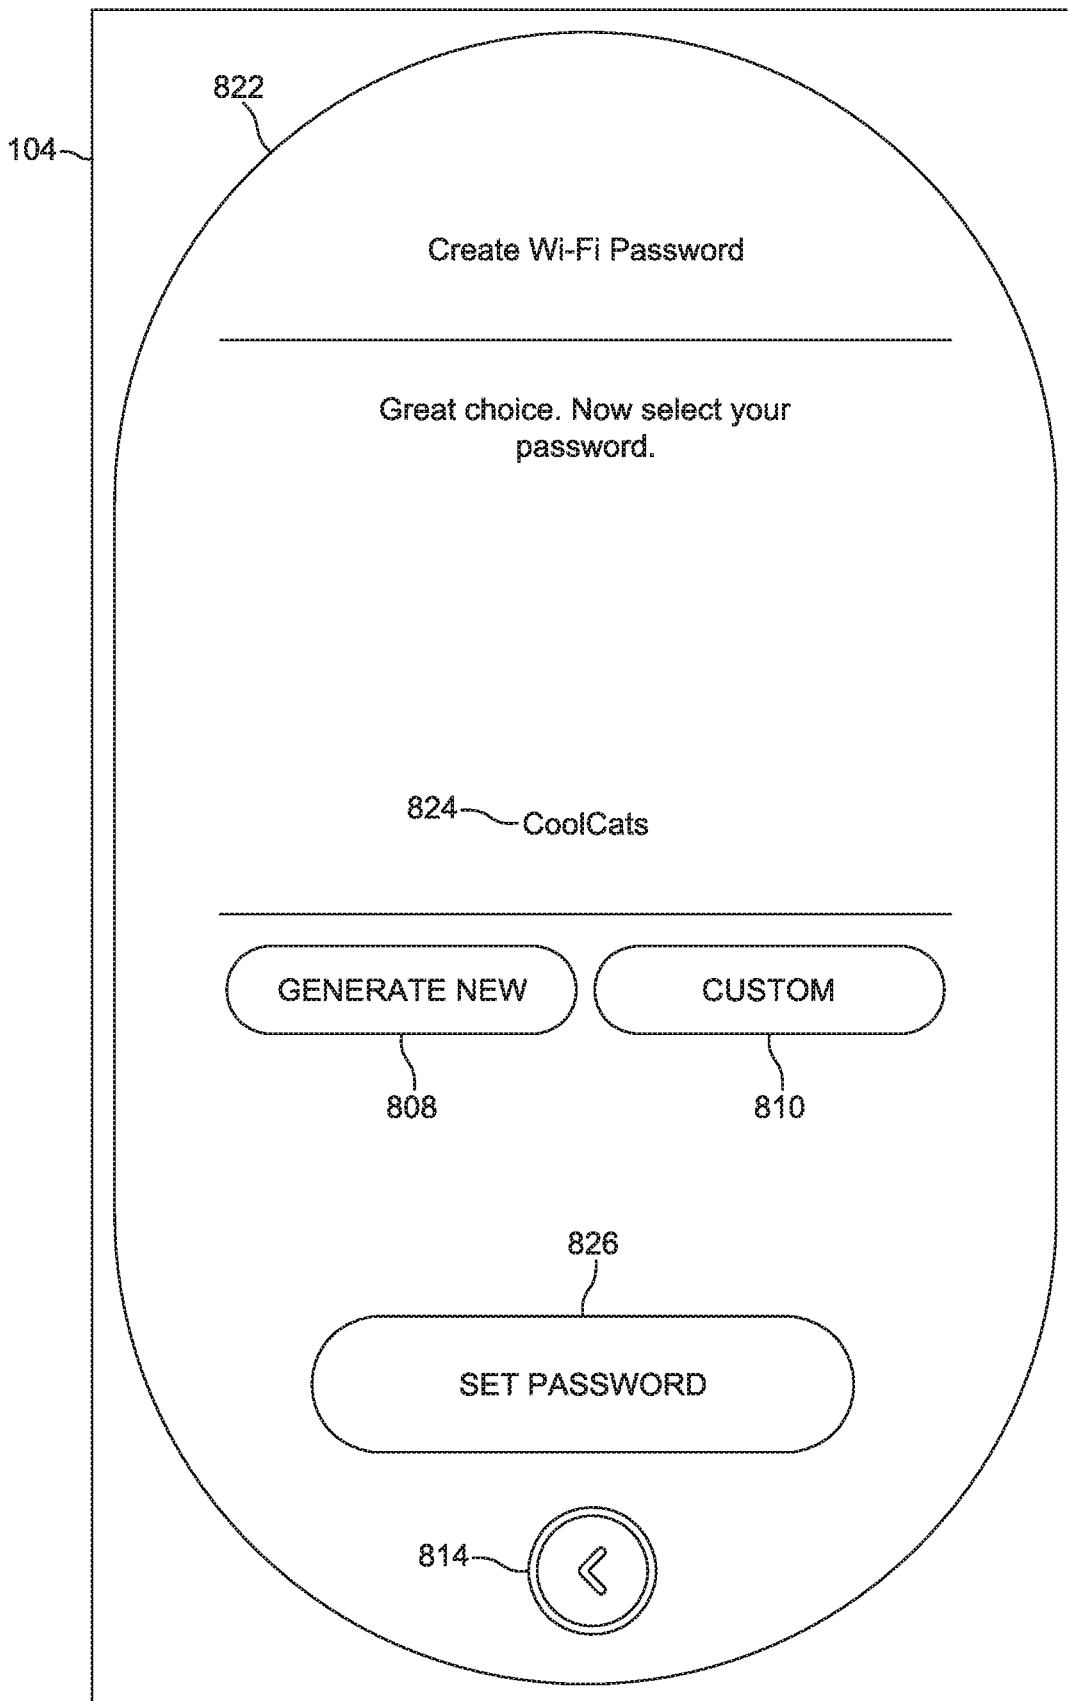 822
104
Create Wi-Fi Password
Great choice. Now select your
password.
824
CoolCats
GENERATE NEW
CUSTOM
808
810
826
SET PASSWORD
814